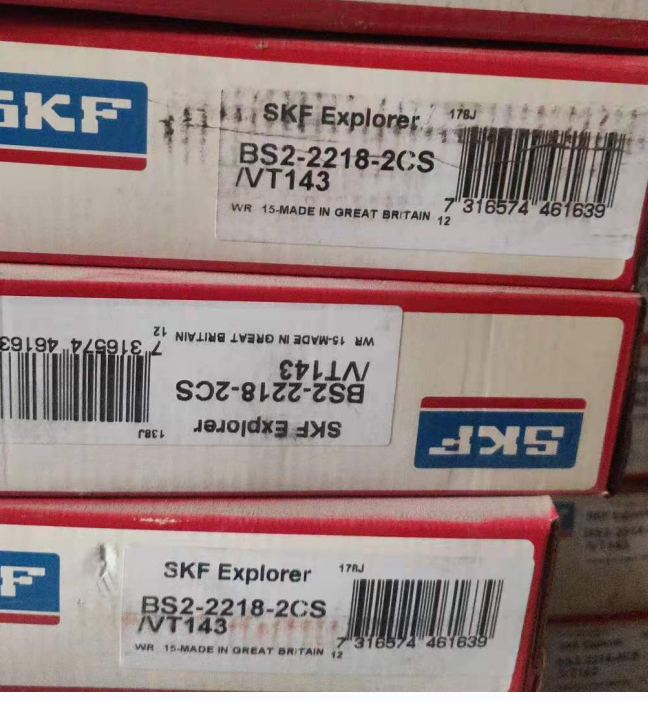 SKF
SKF Explorer 178J
BS2-2218-2CS
/VT143
WR 15-MADE IN GREAT BRITAIN 12
7 316574 461639
SKF
SKF Explorer 138J
BS2-2218-2CS
/VT143
WR 15-MADE IN GREAT BRITAIN 12
7 316574 46163
F
SKF Explorer 178J
BS2-2218-2CS
/VT143
WR 15-MADE IN GREAT BRITAIN 12
7 316574 461639